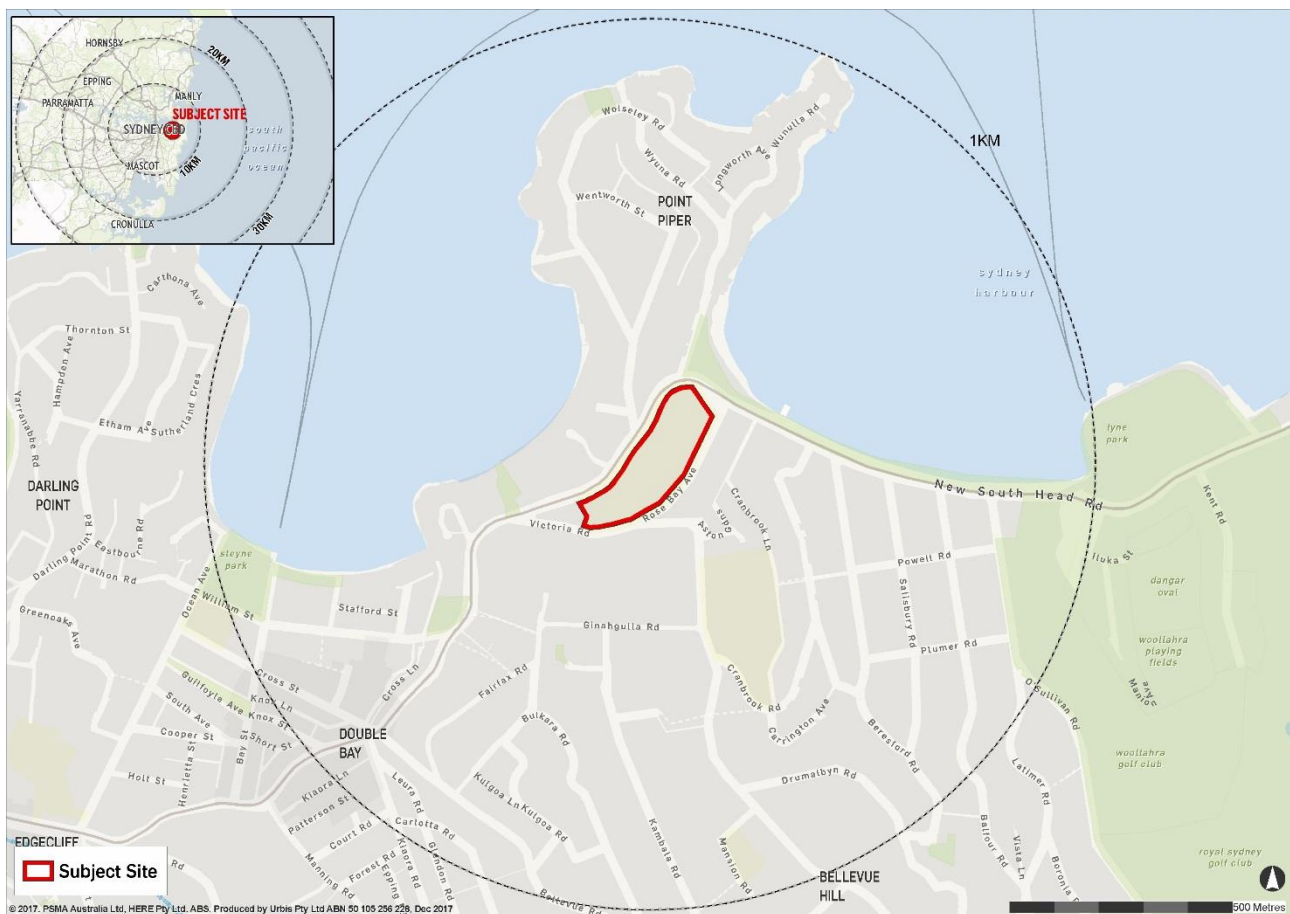 HORNSBY
20KM
EPPING
MANLY
PARRAMATTA
SUBJECT SITE
SYDNEY CBD
south
pacific
ocean
MASCOT
10KM
30KM
CRONULLA
1KM
Wolseley Rd
Wunulla Rd
Longworth Ave
Wyuna Rd
Wentworth St
POINT
PIPER
sydney
harbour
Carthona Ave
Thornton St
Hampden Ave
Etham Ave
Sutherland Cres
Yarranabbe Rd
DARLING
POINT
Darling Point Rd
Eastbourne Rd
Marathon Rd
Greenoaks Ave
Ocean Ave
steyne
park
William St
Stafford St
Victoria Rd
Rose Bay Ave
Cranbrook Ln
New South Head Rd
lyne
park
Kent Rd
Iluka St
dangar
oval
woollahra
playing
fields
Manion
Ave
Powell Rd
Salisbury Rd
Plumer Rd
O'Sullivan Rd
Ginahgulla Rd
Cranbrook Rd
Carrington Ave
Beresford Rd
Drumalbyn Rd
Latimer Rd
woollahra
golf club
Cross St
Cross Ln
Knox Ln
Guilfoyle Ave
Knox St
South Ave
Cooper St
Short St
Bay St
Holt St
Henrietta St
DOUBLE
BAY
Fairfax Rd
Bulkara Rd
Kulgoa Ln
Kulgoa Rd
Kiaora Ln
Patterson St
Court Rd
Leura Rd
Carlotta Rd
Glendon Rd
Kiaora Rd
Epping
Forest Rd
Manning Rd
Bellevue Rd
Kambala Rd
Mansion Rd
BELLEVUE
HILL
Balfour Rd
Vista Ln
Boronia
royal sydney
golf club
EDGECLIFF
Rd
Subject Site
500 Metres
© 2017. PSMA Australia Ltd, HERE Pty Ltd. ABS. Produced by Urbis Pty Ltd ABN 50 105 256 228, Dec 2017